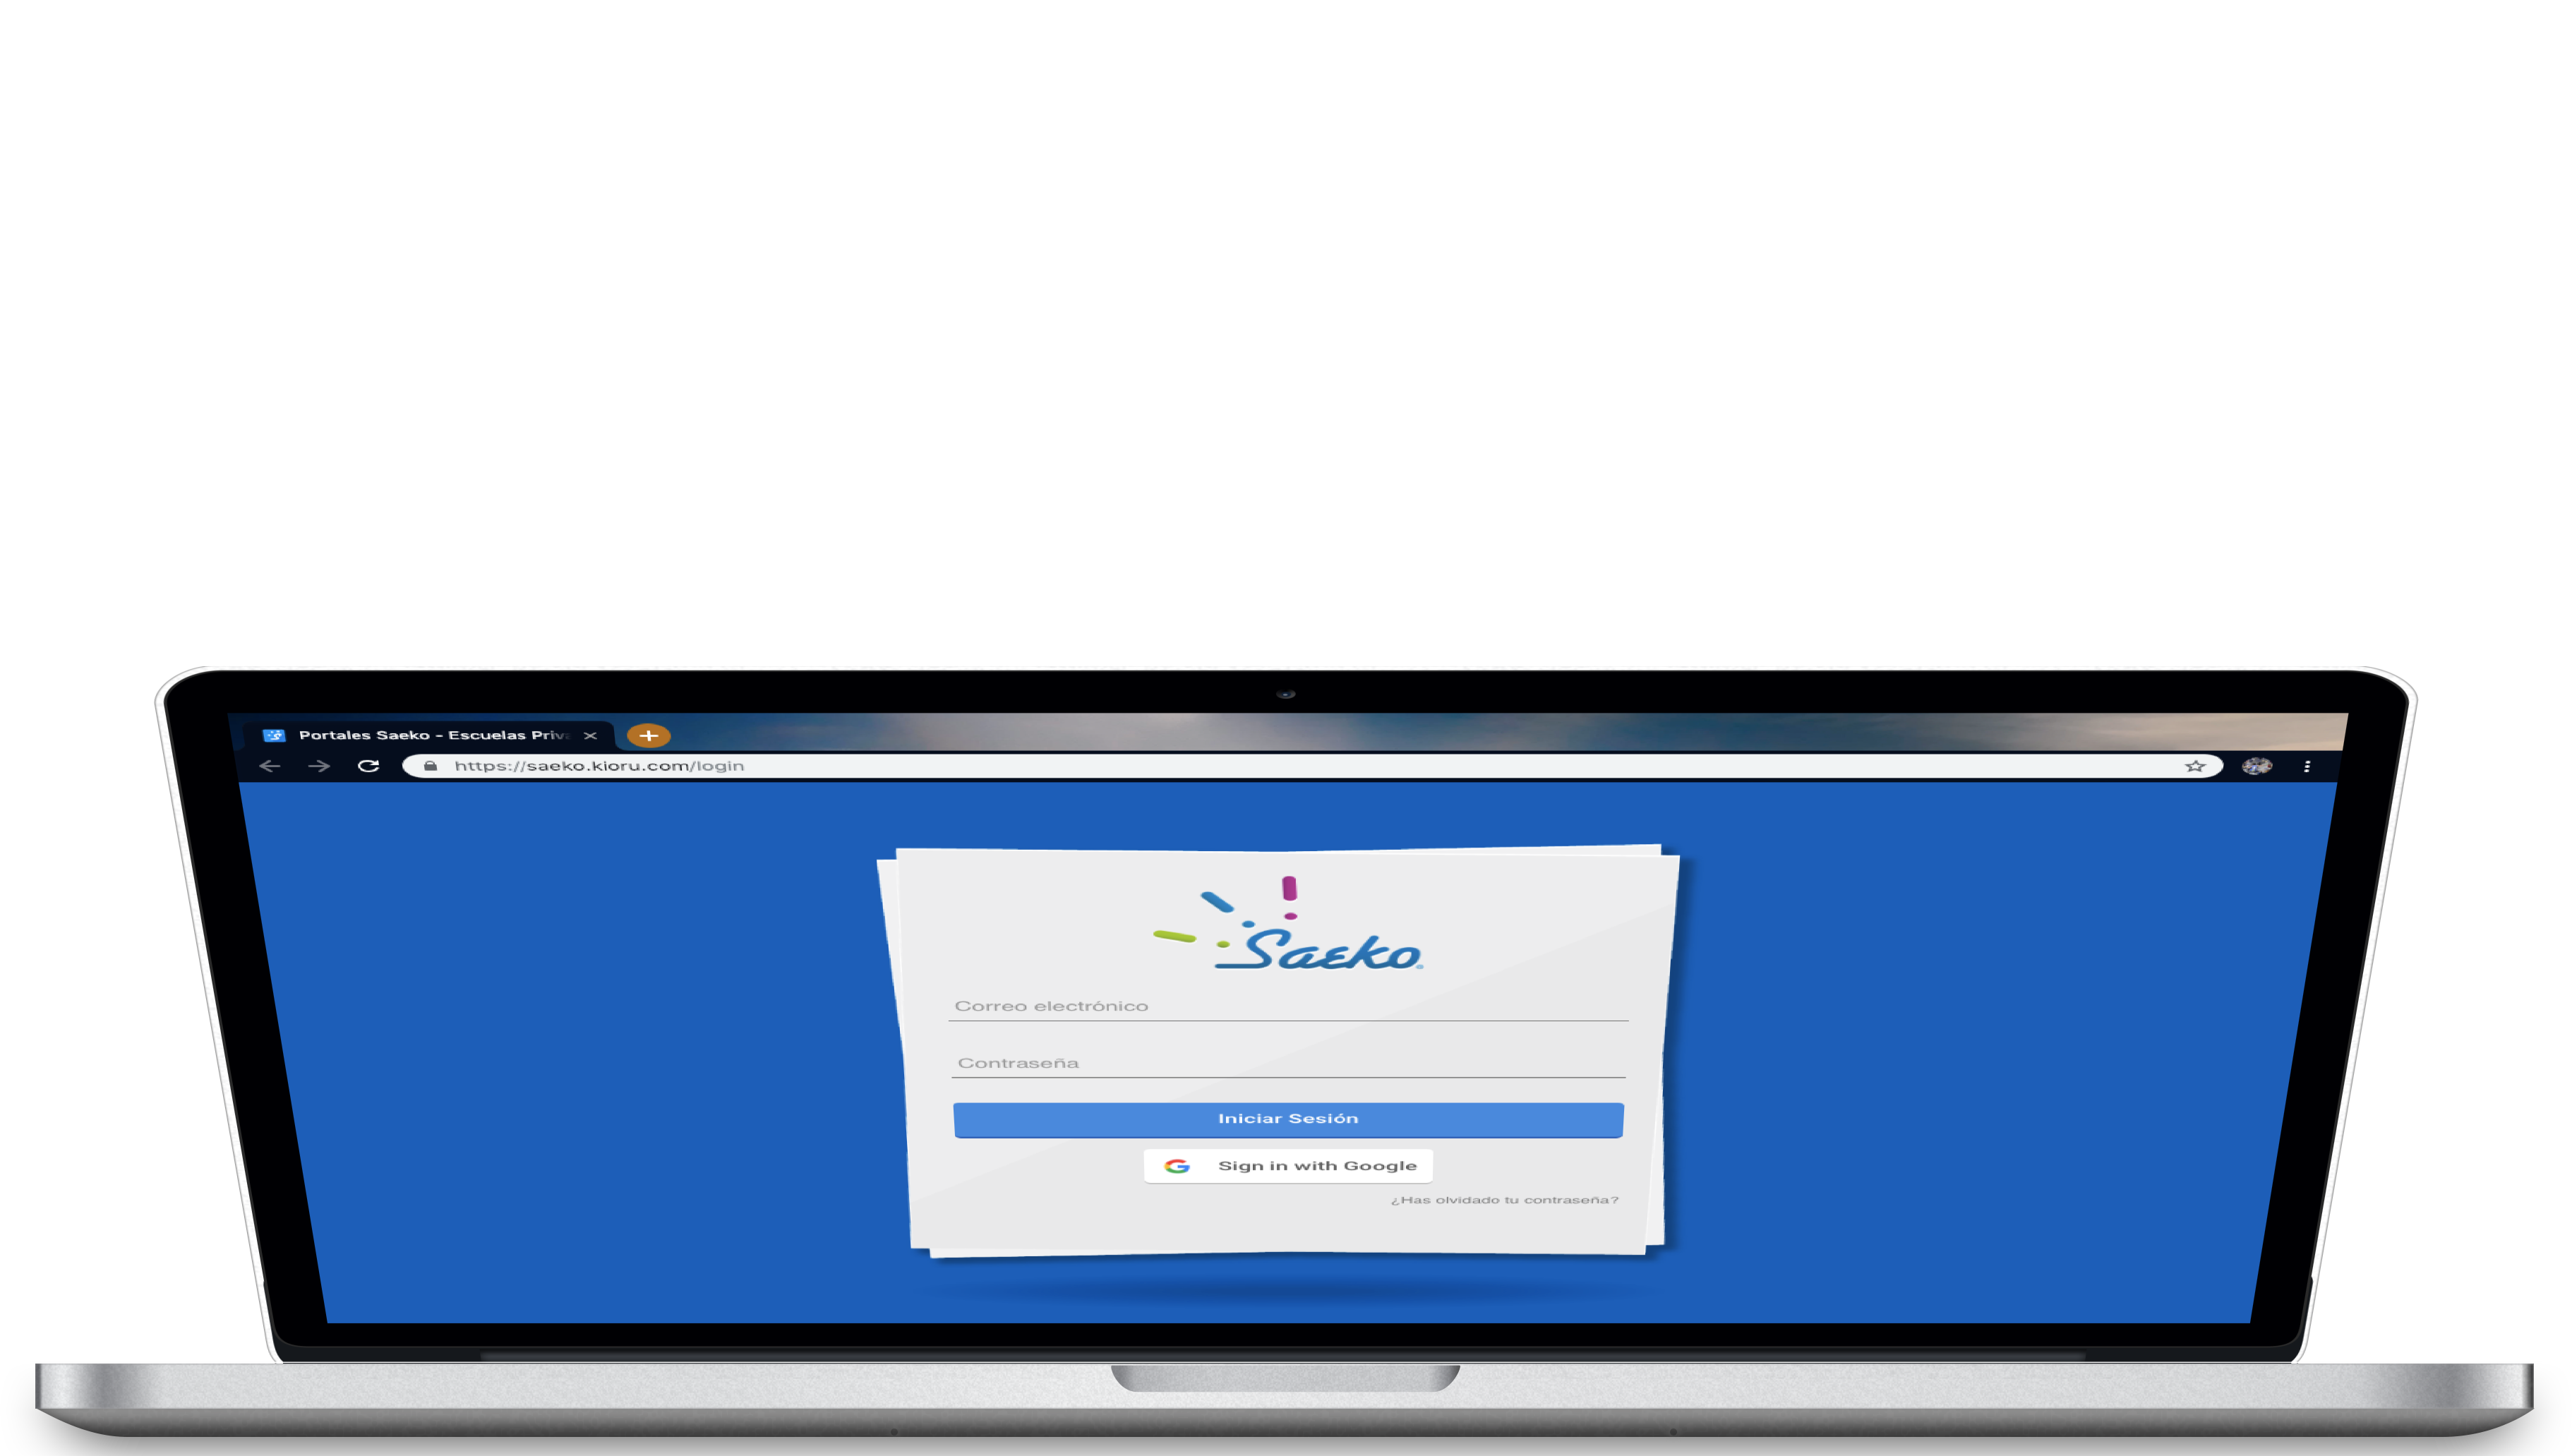 Portales Saeko - Escuelas Priv
https://saeko.kioru.com/login
Saeko
Correo electrónico
Contraseña
Iniciar Sesión
Sign in with Google
¿Has olvidado tu contraseña?